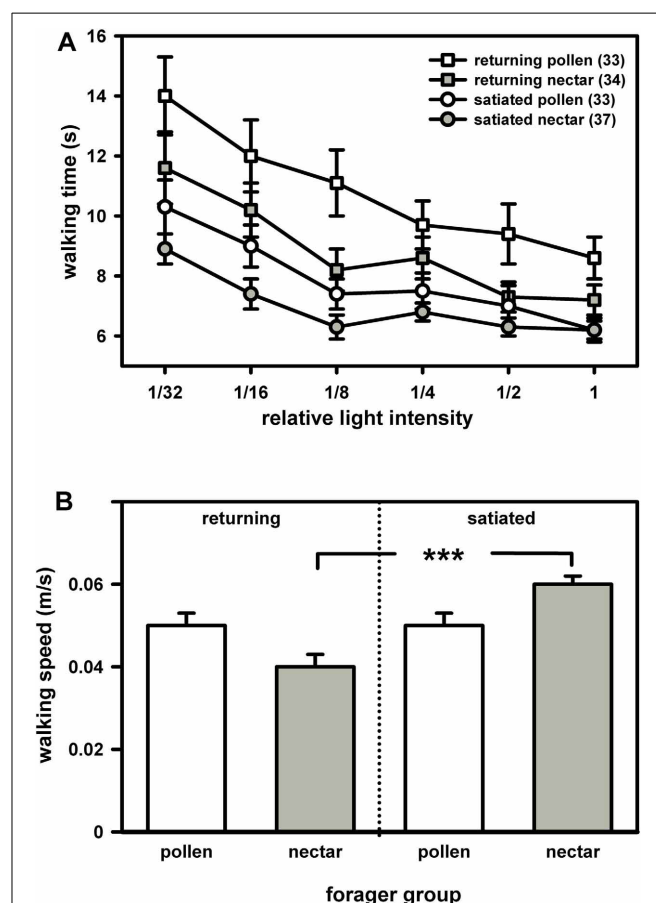 A
walking time (s)
16
14
12
10
8
6
returning pollen (33)
returning nectar (34)
satiated pollen (33)
satiated nectar (37)
1/32 1/16 1/8 1/4 1/2 1
relative light intensity
B
walking speed (m/s)
0.06
0.04
0.02
0
returning satiated
***
pollen nectar pollen nectar
forager group